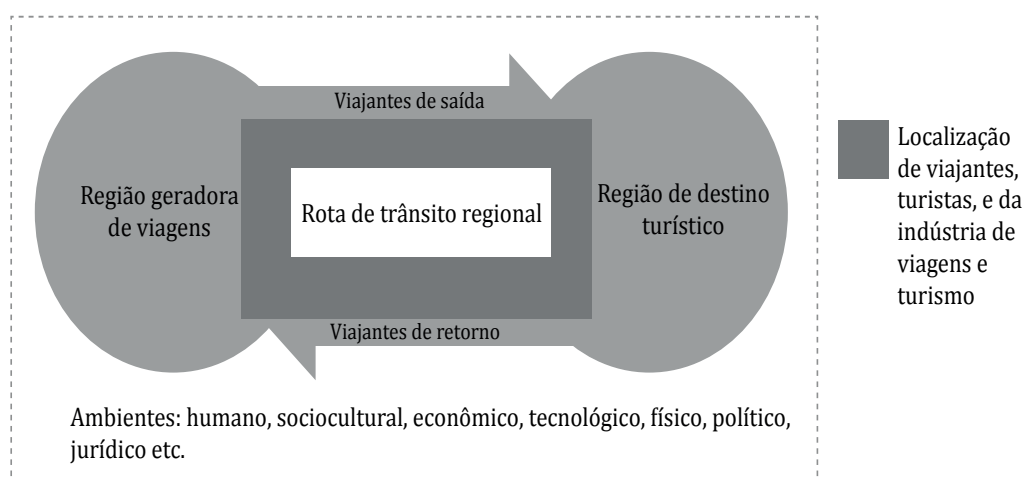 Viajantes de saída
Região geradora
de viagens
Rota de trânsito regional
Região de destino
turístico
Viajantes de retorno
Ambientes: humano, sociocultural, econômico, tecnológico, físico, político,
jurídico etc.
Localização
de viajantes,
turistas, e da
indústria de
viagens e
turismo